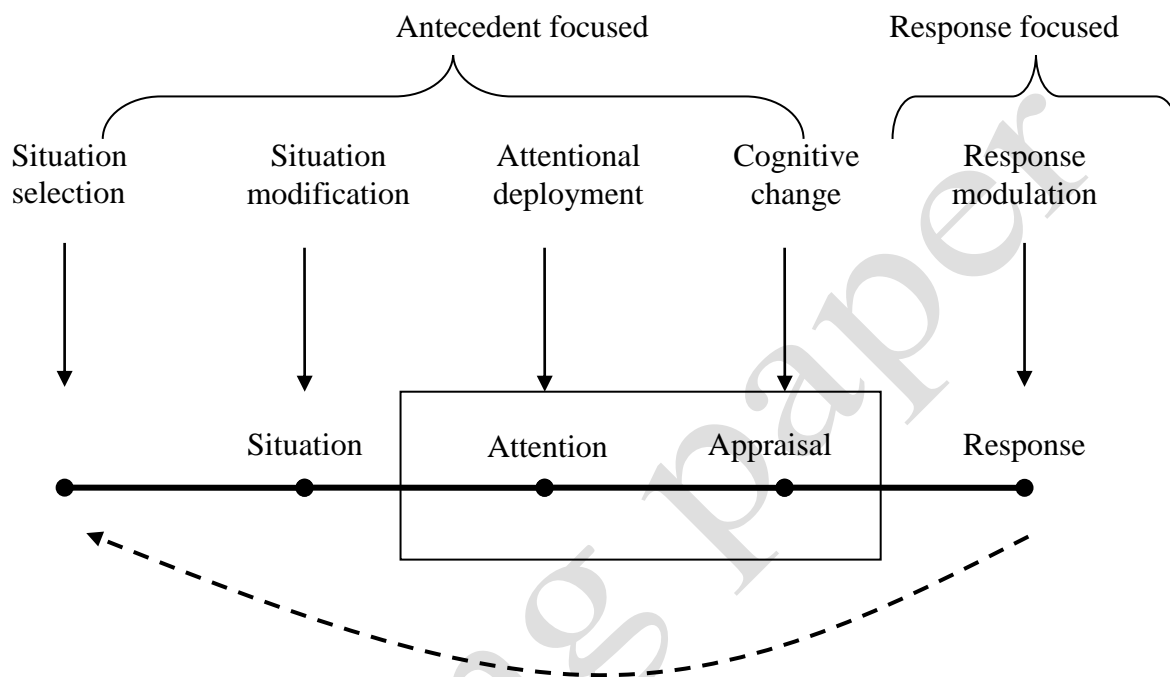 Antecedent focused
Response focused
Situation
selection
Situation
modification
Attentional
deployment
Cognitive
change
Response
modulation
Situation
Attention
Appraisal
Response
paper